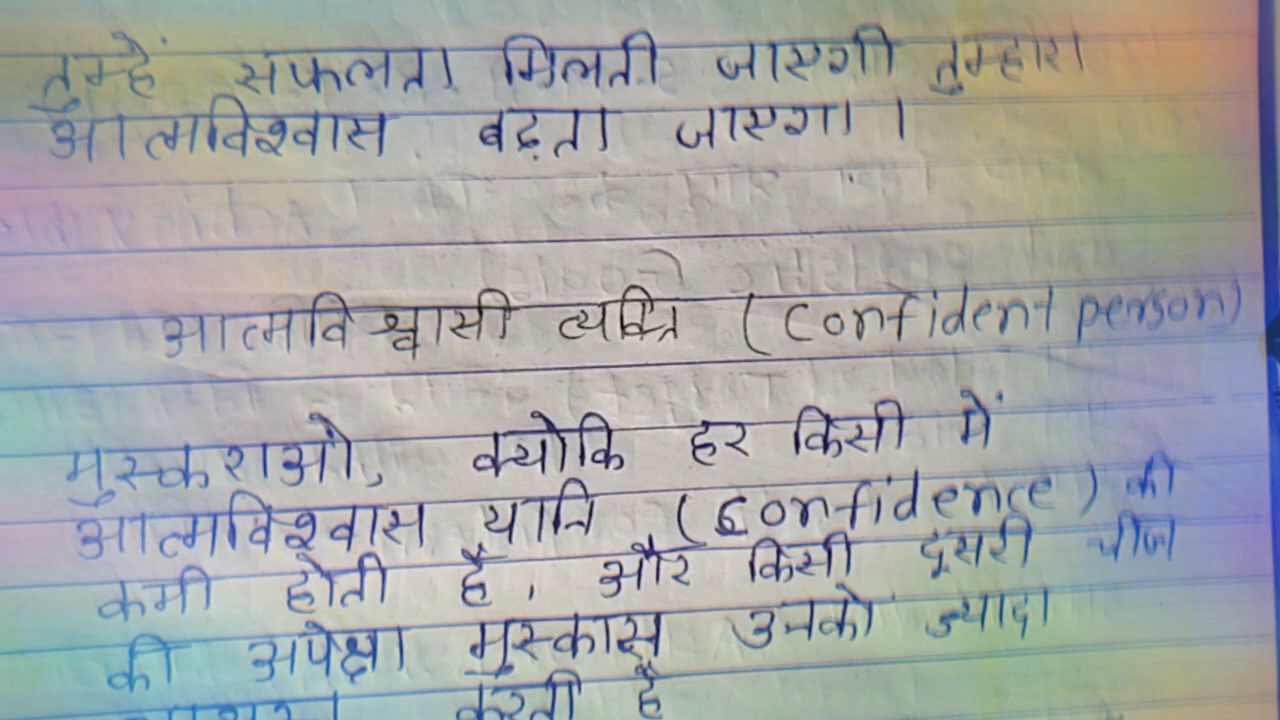 तुम्हें सफलता मिलती जाएगी तुम्हारा
आत्मविश्वास बढ़ता जाएगा ।
आत्मविश्वासी व्यक्ति (Confident person)
मुस्कराओ, क्योकि हर किसी में
आत्मविश्वास यानि (Confidence) की
कमी होती है, और किसी दूसरी चीज
की अपेक्षा मुस्कास उनको ज्यादा
करती है